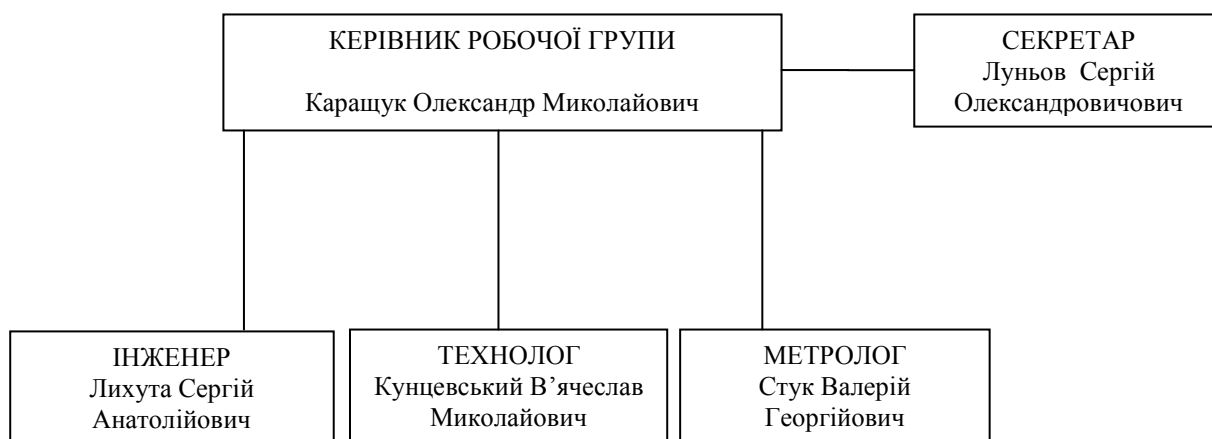 КЕРІВНИК РОБОЧОЇ ГРУПИ
Каращук Олександр Миколайович
СЕКРЕТАР
Луньов Сергій
Олександровичович
ІНЖЕНЕР
Лихута Сергій
Анатолійович
ТЕХНОЛОГ
Кунцевський В’ячеслав
Миколайович
МЕТРОЛОГ
Стук Валерій
Георгійович